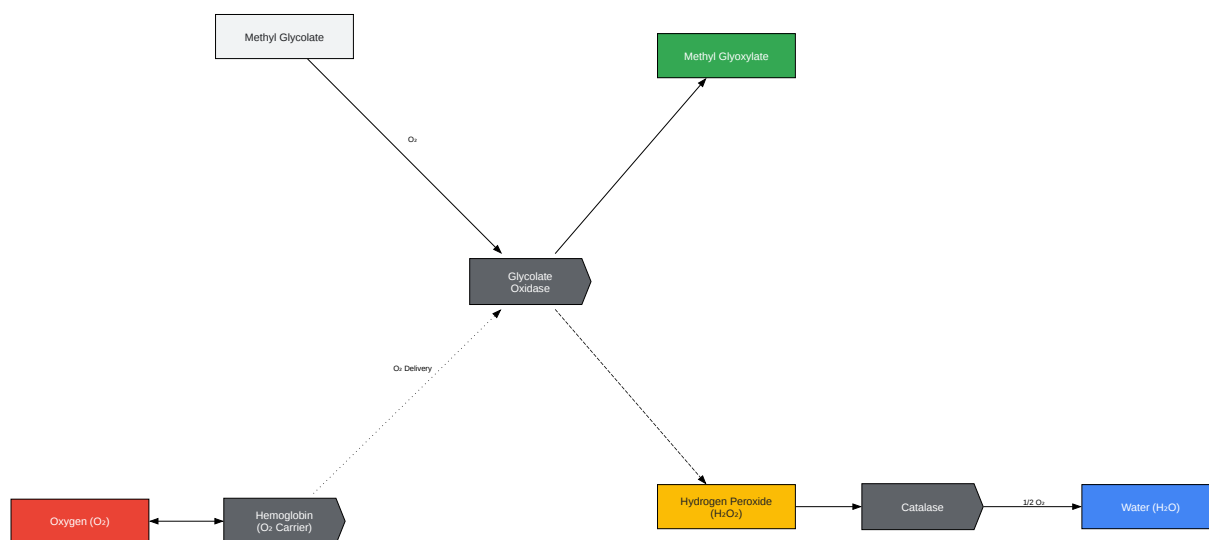 Methyl Glycolate
Methyl Glyoxylate
O₂
Glycolate
Oxidase
O₂ Delivery
Oxygen (O₂)
Hemoglobin
(O₂ Carrier)
Hydrogen Peroxide
(H₂O₂)
Catalase
1/2 O₂
Water (H₂O)